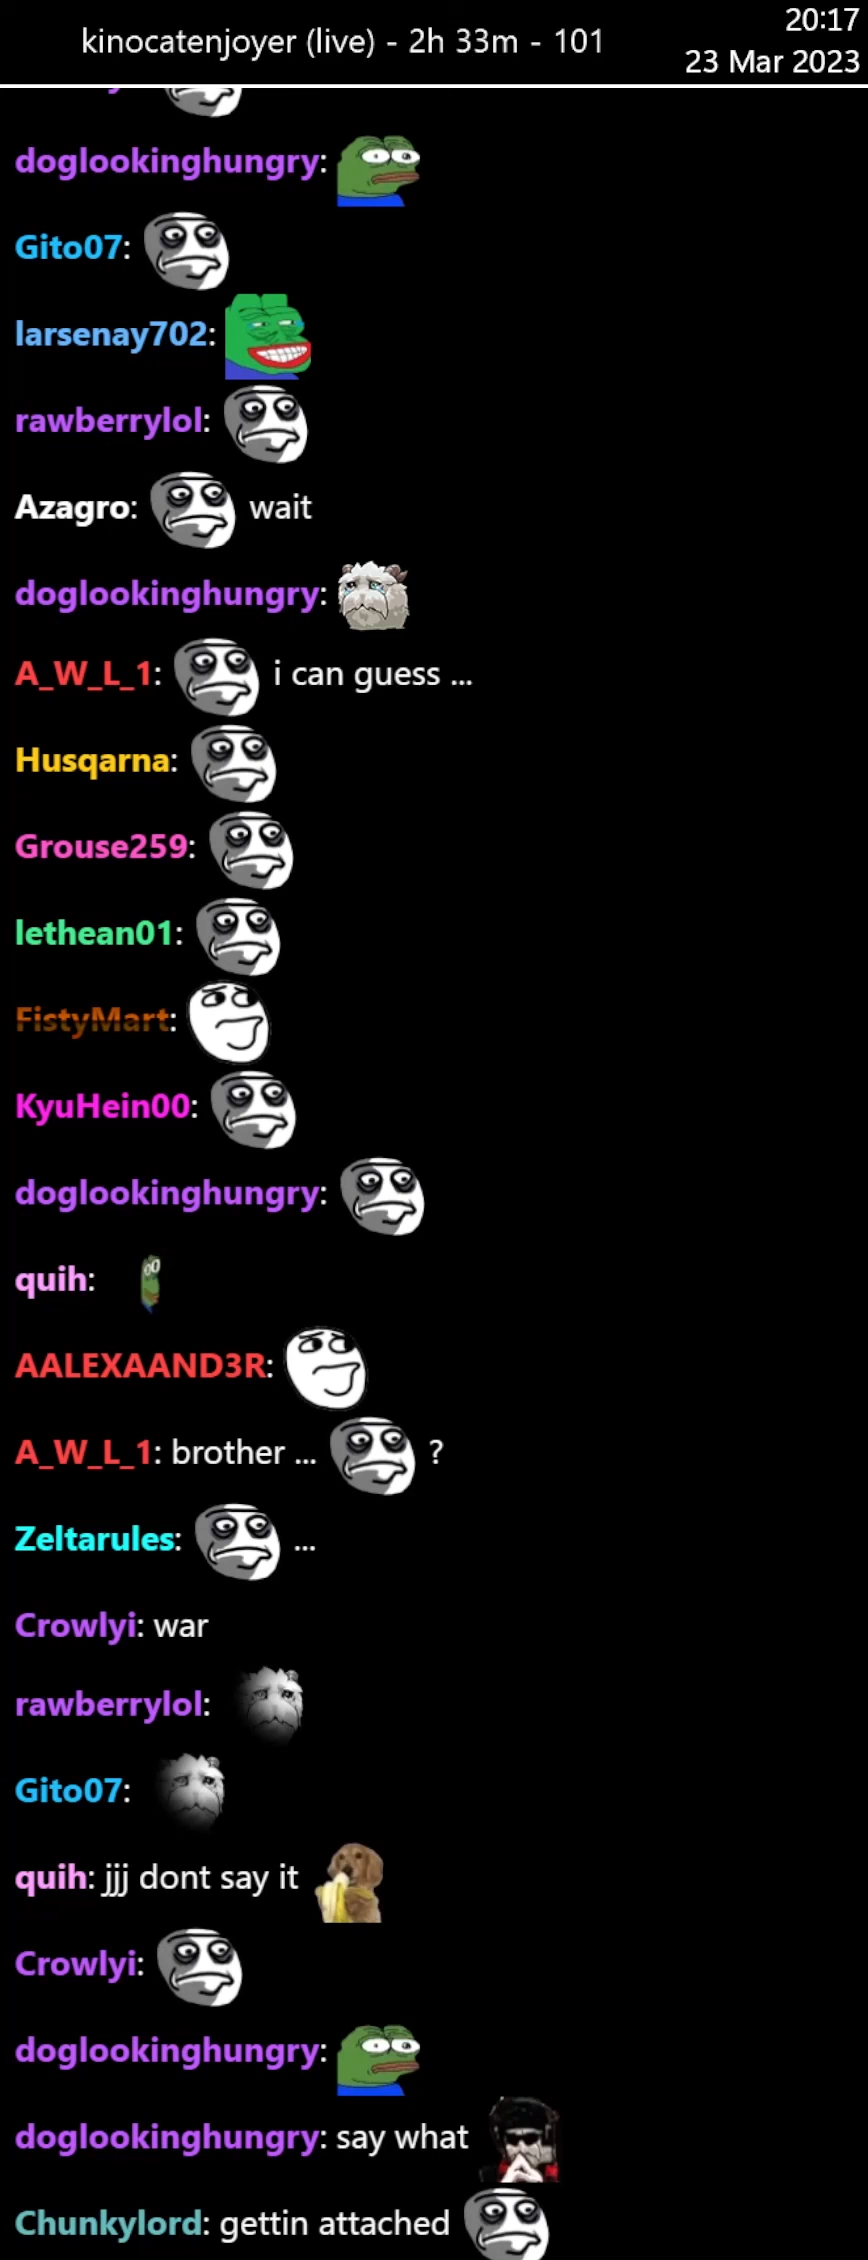 kinocatenjoyer (live) - 2h 33m - 101
20:17
23 Mar 2023
doglookinghungry:
Gito07:
larsenay702:
rawberrylol:
Azagro: wait
doglookinghungry:
A_W_L_1: i can guess ...
Husqarna:
Grouse259:
lethean01:
FistyMart:
KyuHein00:
doglookinghungry:
quih:
AALEXAAND3R:
A_W_L_1: brother ... ?
Zeltarules: ...
Crowlyi: war
rawberrylol:
Gito07:
quih: jjj dont say it
Crowlyi:
doglookinghungry:
doglookinghungry: say what
Chunkylord: gettin attached